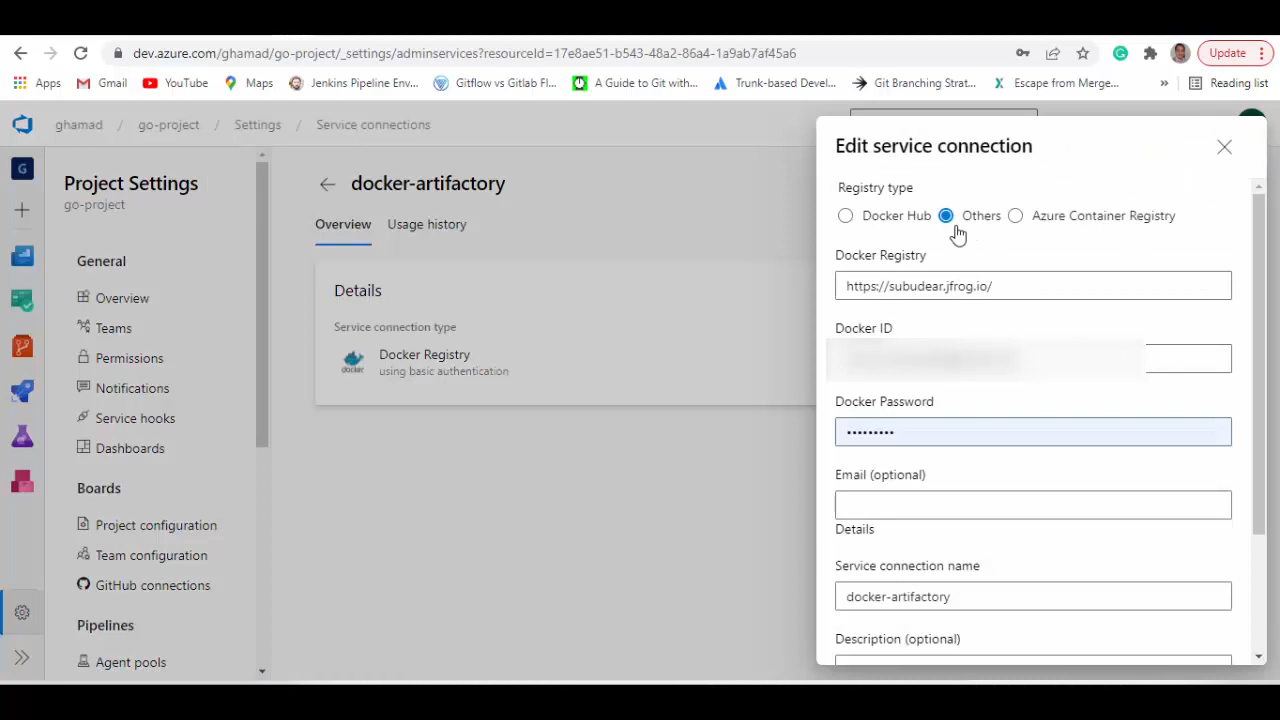 dev.azure.com/ghamad/go-project/_settings/adminservices?resourceId=17e8ae51-b543-48a2-86a4-1a9ab7af45a6
Update
Apps
Gmail
YouTube
Maps
Jenkins Pipeline Env...
Gitflow vs Gitlab Fl...
A Guide to Git with...
Trunk-based Devel...
Git Branching Strat...
Escape from Merge...
»
Reading list
ghamad / go-project / Settings / Service connections
G
Project Settings
go-project
General
Overview
Teams
Permissions
Notifications
Service hooks
Dashboards
Boards
Project configuration
Team configuration
GitHub connections
Pipelines
Agent pools
docker-artifactory
Overview
Usage history
Details
Service connection type
docker
Docker Registry
using basic authentication
Edit service connection
Registry type
Docker Hub
Others
Azure Container Registry
Docker Registry
https://subudear.jfrog.io/
Docker ID
Docker Password
•••••••••
Email (optional)
Details
Service connection name
docker-artifactory
Description (optional)